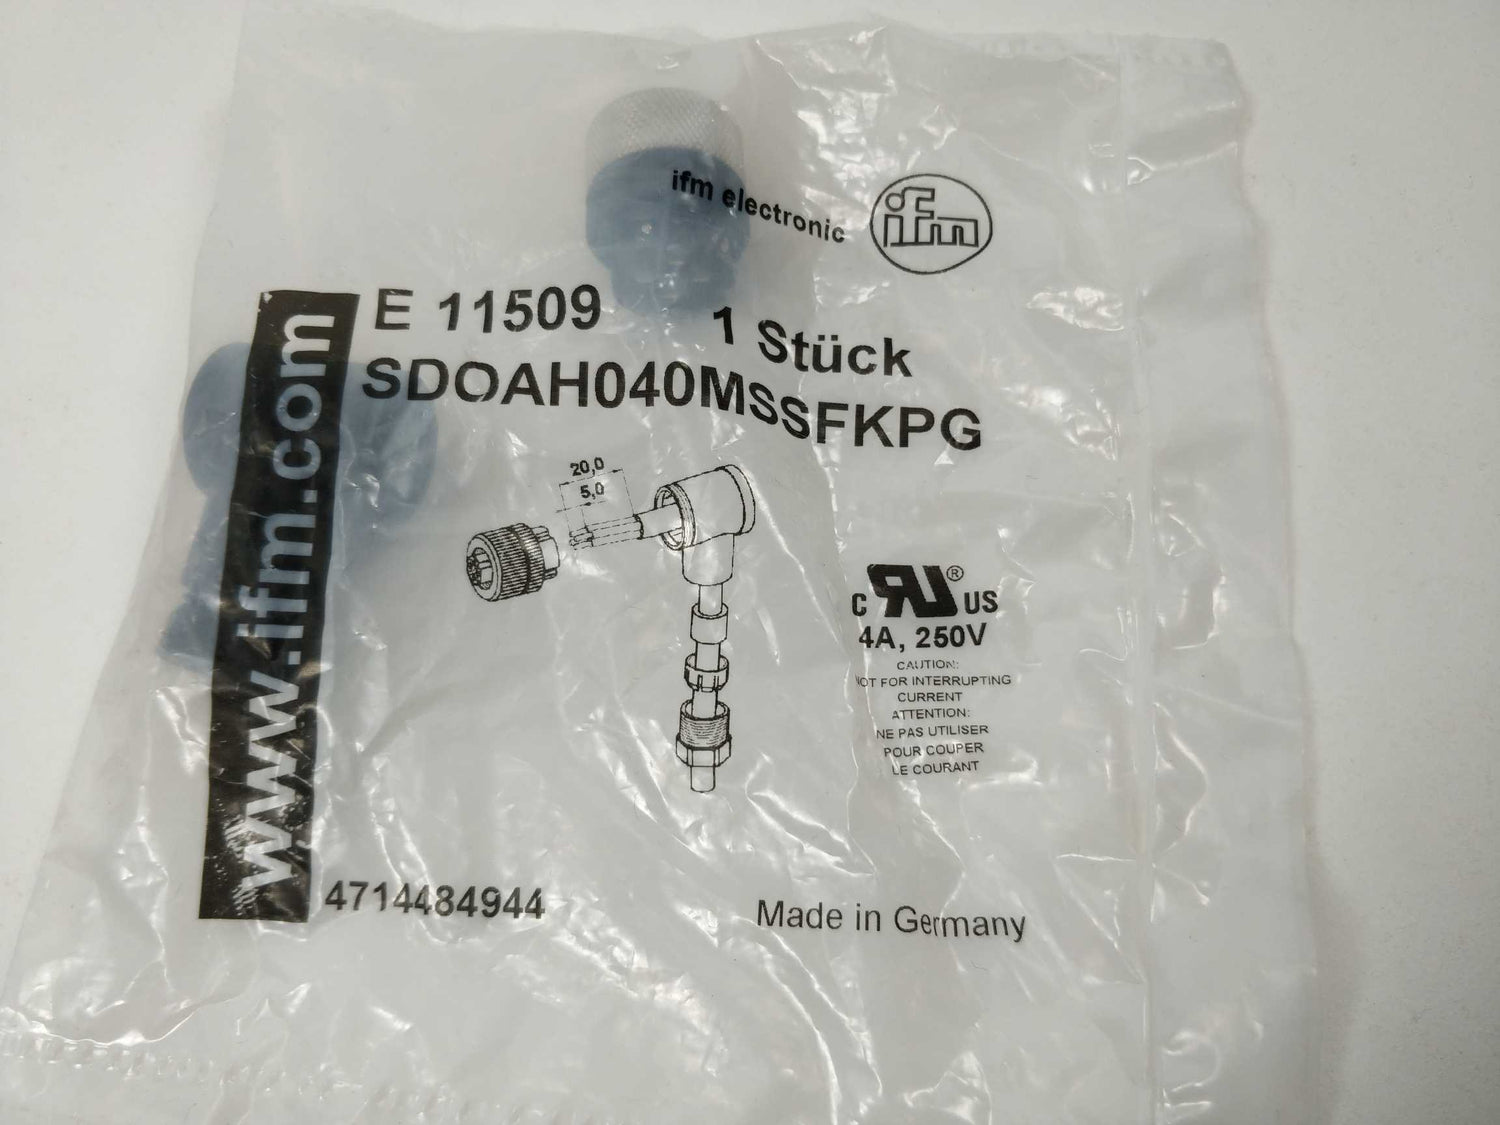 ifm electronic
ifm
E 11509
1 Stück
SDOAH040MSSFKPG
www.ifm.com
20,0
5,0
C RU® US
4A, 250V
CAUTION:
NOT FOR INTERRUPTING
CURRENT
ATTENTION:
NE PAS UTILISER
POUR COUPER
LE COURANT
4714484944
Made in Germany